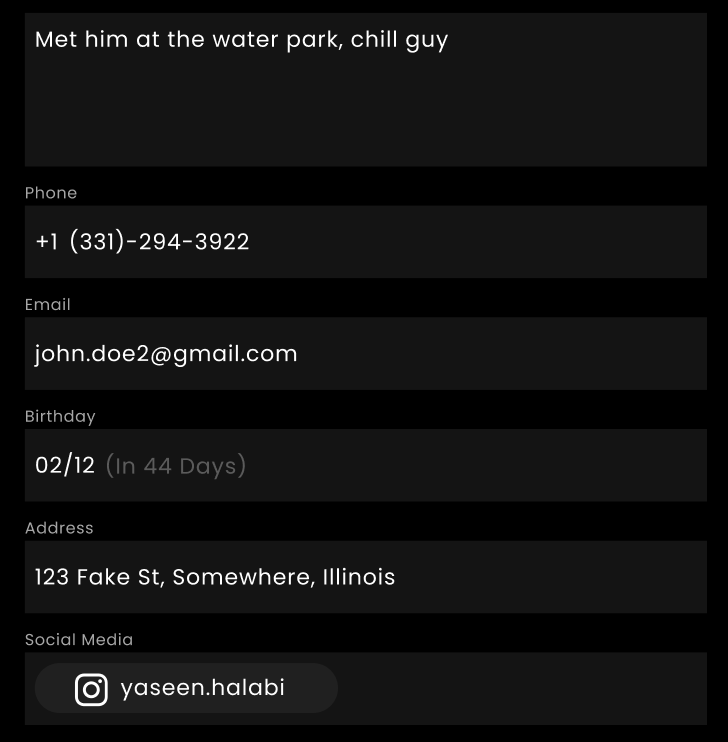 Met him at the water park, chill guy
Phone
+1 (331)-294-3922
Email
john.doe2@gmail.com
Birthday
02/12 (In 44 Days)
Address
123 Fake St, Somewhere, Illinois
Social Media
yaseen.halabi